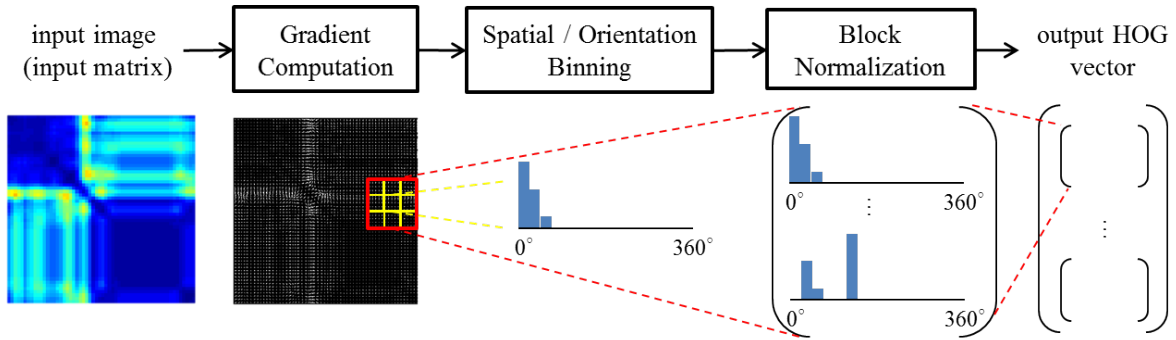 input image
(input matrix)
Gradient
Computation
Spatial / Orientation
Binning
Block
Normalization
output HOG
vector
0°
360°
0°
360°
⋮
0°
360°
⋮